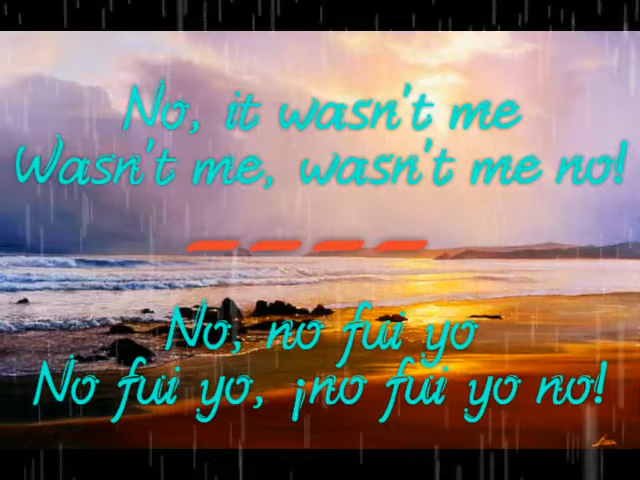 No, it wasn't me
Wasn't me, wasn't me no!
----
No, no fui yo
No fui yo, ¡no fui yo no!